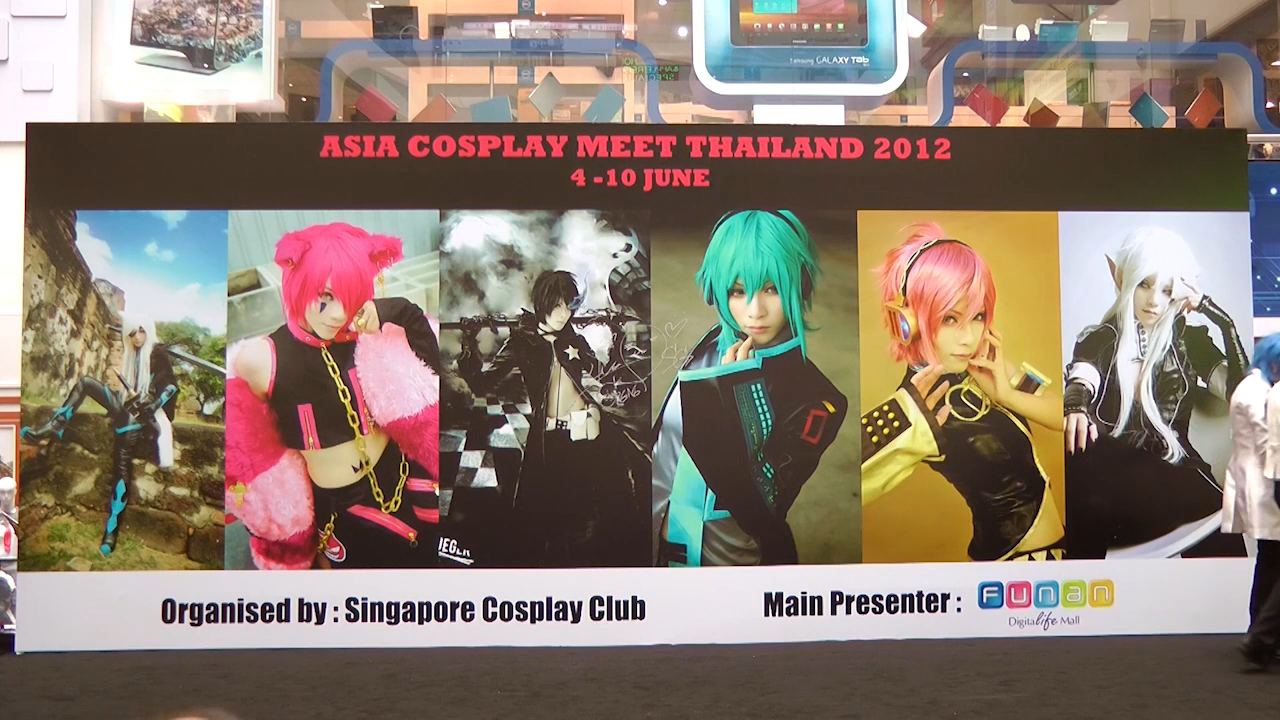 SAMSUNG GALAXY Tab
ASIA COSPLAY MEET THAILAND 2012
4 -10 JUNE
Organised by : Singapore Cosplay Club
Main Presenter :
FUNAN
Digitalife Mall